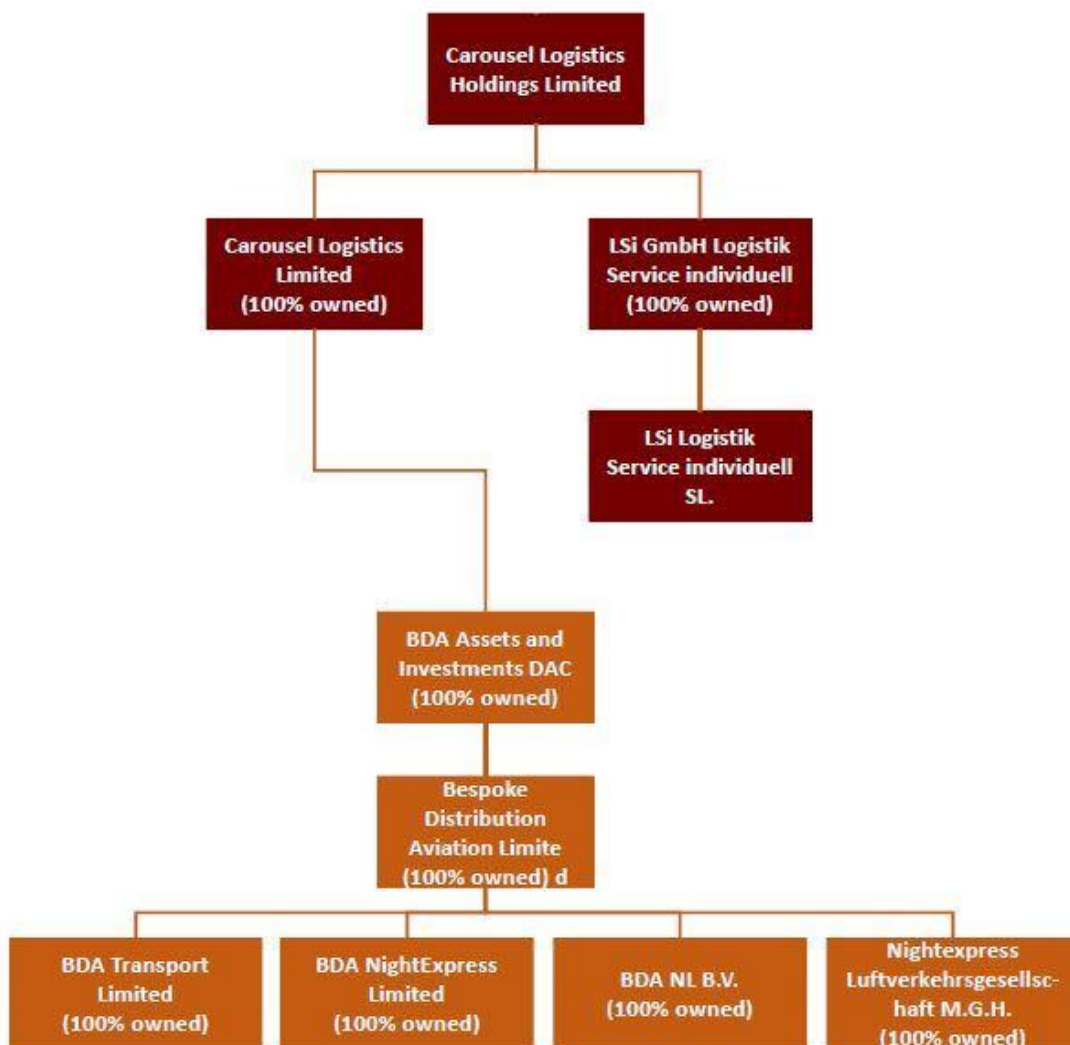 Carousel Logistics
Holdings Limited
Carousel Logistics
Limited
(100% owned)
LSi GmbH Logistik
Service individuell
(100% owned)
LSi Logistik
Service individuell
SL.
BDA Assets and
Investments DAC
(100% owned)
Bespoke
Distribution
Aviation Limite
(100% owned) d
BDA Transport
Limited
(100% owned)
BDA NightExpress
Limited
(100% owned)
BDA NL B.V.
(100% owned)
Nightexpress
Luftverkehrsgesellsc-
haft M.G.H.
(100% owned)